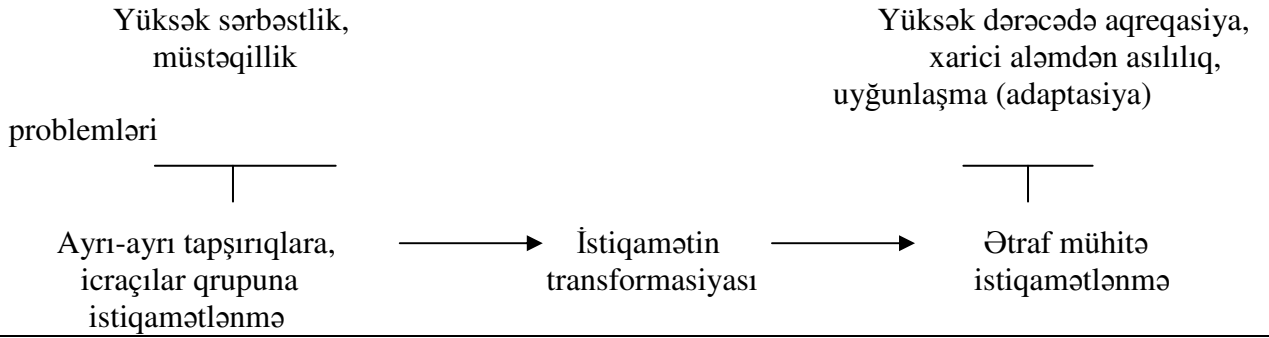 Yüksək sərbəstlik,
müstəqillik
Yüksək dərəcədə aqreqasiya,
xarici aləmdən asılılıq,
uyğunlaşma (adaptasiya)
problemləri
Ayrı-ayrı tapşırıqlara,
icraçılar qrupuna
istiqamətlənmə
İstiqamətin
transformasiyası
Ətraf mühitə
istiqamətlənmə